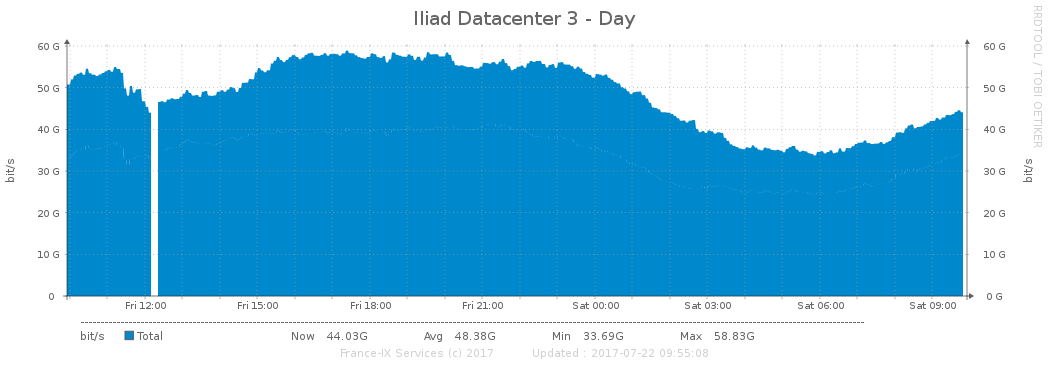 Iliad Datacenter 3 - Day
RRDTOOL / TOBI OETIKER
60 G 60 G
50 G 50 G
40 G 40 G
30 G 30 G
20 G 20 G
10 G 10 G
0 0 G
bit/s bit/s
Fri 12:00 Fri 15:00 Fri 18:00 Fri 21:00 Sat 00:00 Sat 03:00 Sat 06:00 Sat 09:00
bit/s Total Now 44.03G Avg 48.38G Min 33.69G Max 58.83G
France-IX Services (c) 2017 Updated : 2017-07-22 09:55:08